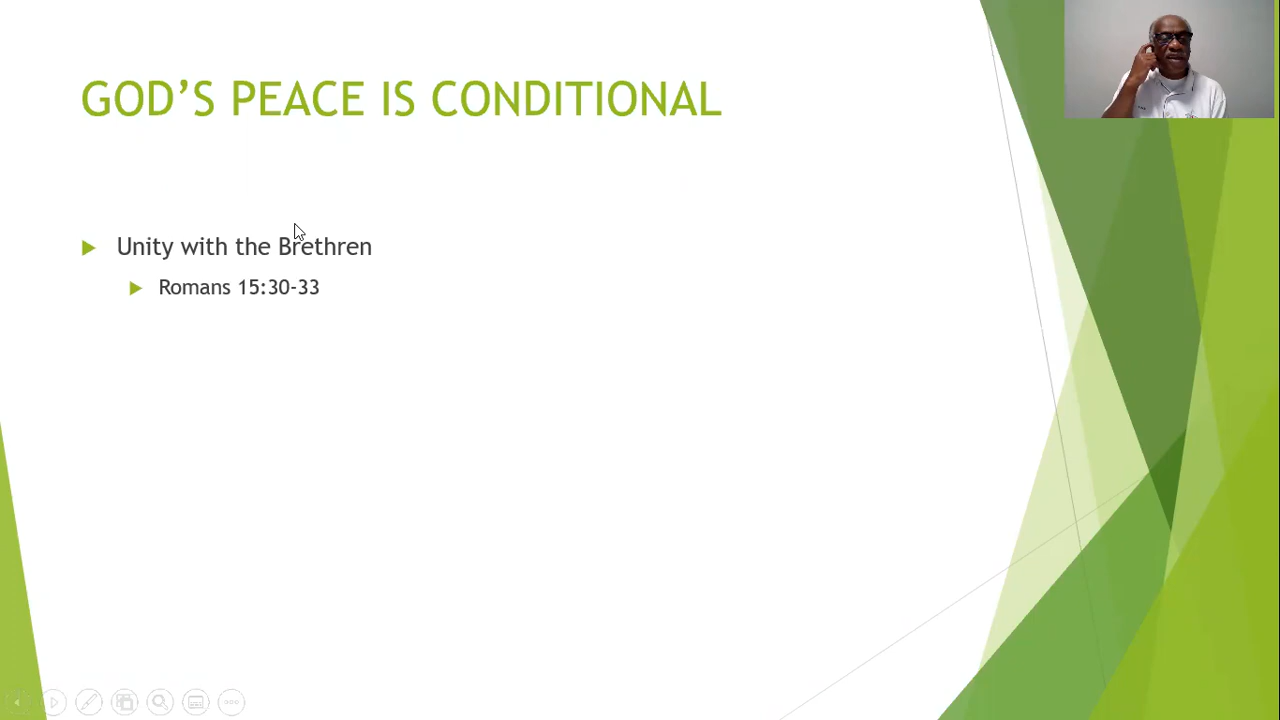 GOD’S PEACE IS CONDITIONAL
Unity with the Brethren
Romans 15:30-33